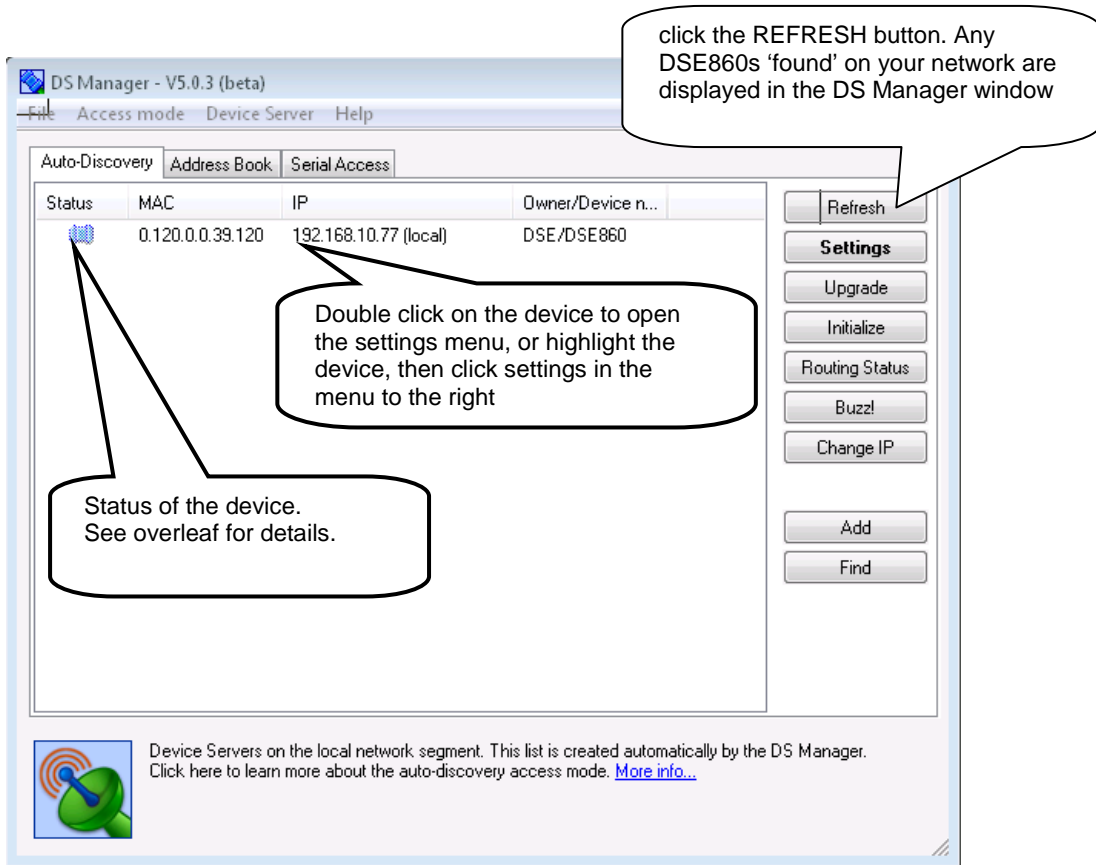 click the REFRESH button. Any
DSE860s ‘found’ on your network are
displayed in the DS Manager window
DS Manager - V5.0.3 (beta)
File Access mode Device Server Help
Auto-Discovery Address Book Serial Access
Status MAC IP Owner/Device n...
0.120.0.0.39.120 192.168.10.77 (local) DSE/DSE860
Refresh
Settings
Upgrade
Initialize
Routing Status
Buzz!
Change IP
Add
Find
Double click on the device to open
the settings menu, or highlight the
device, then click settings in the
menu to the right
Status of the device.
See overleaf for details.
Device Servers on the local network segment. This list is created automatically by the DS Manager.
Click here to learn more about the auto-discovery access mode. More info...